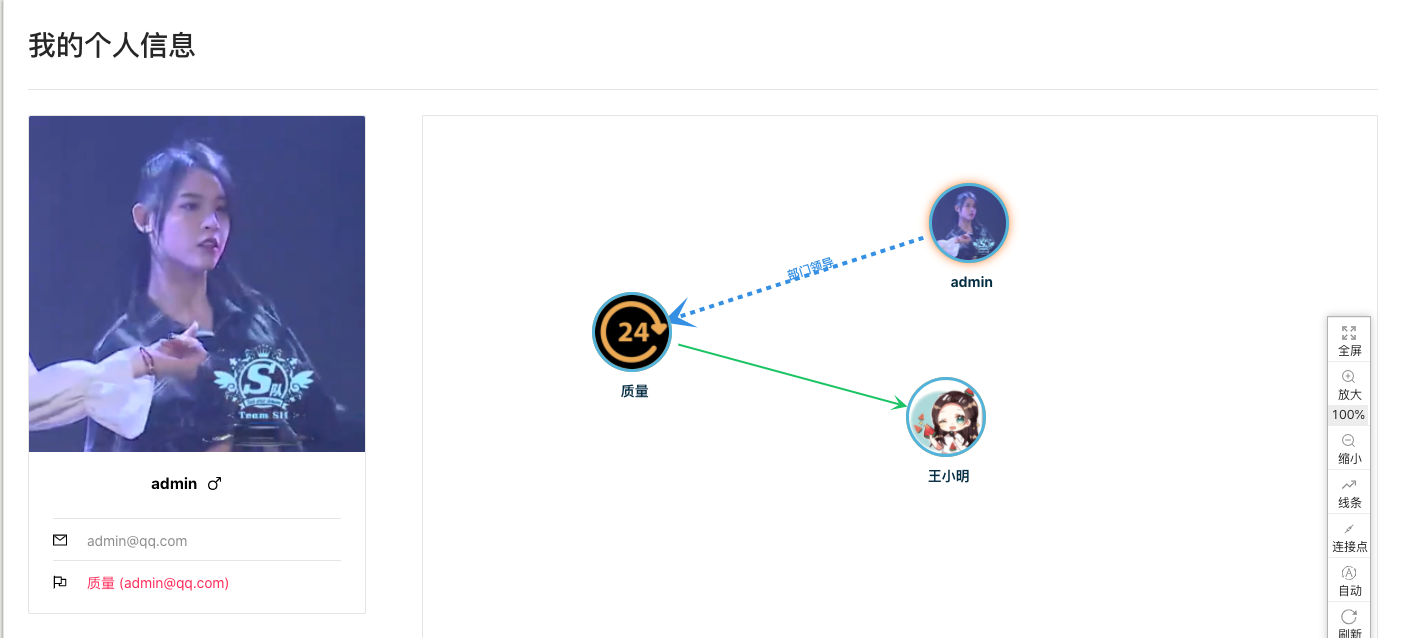 我的个人信息
S队
Team SII
admin
admin@qq.com
质量 (admin@qq.com)
部门领导
admin
24
质量
王小明
全屏
放大
100%
缩小
线条
连接点
A
自动
刷新